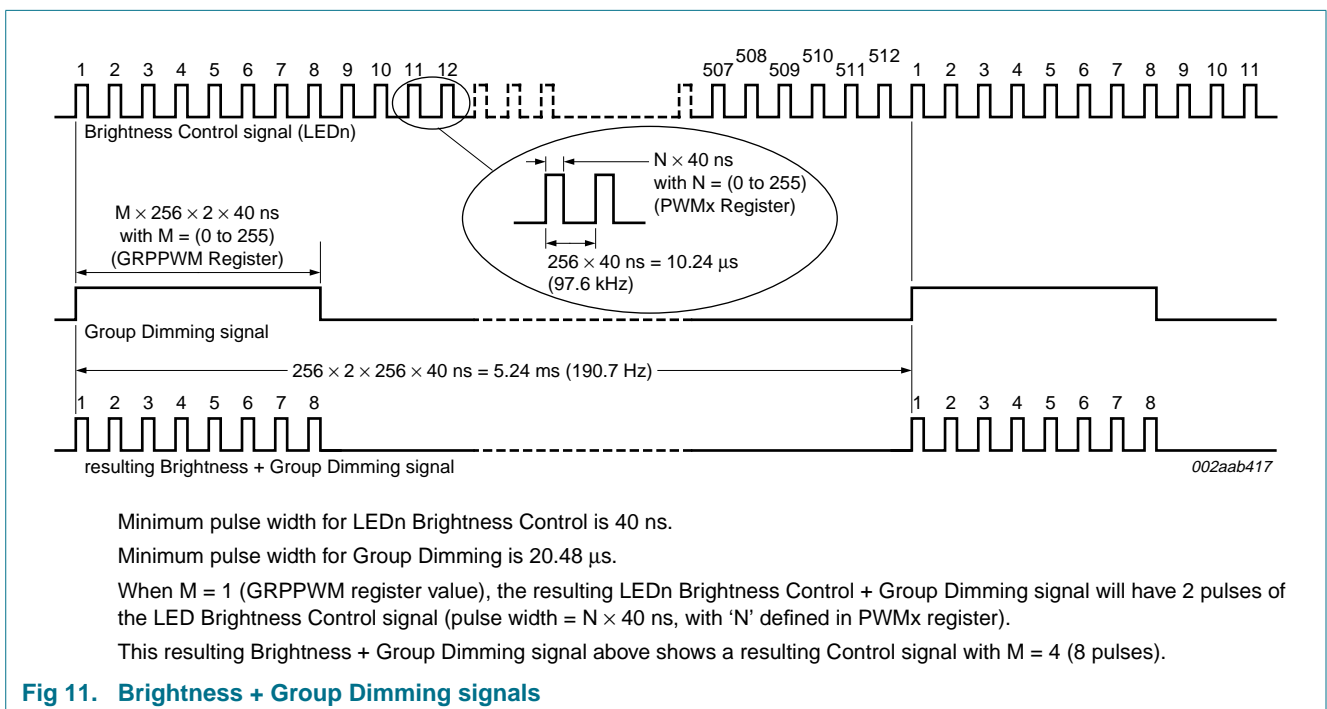 1 2 3 4 5 6 7 8 9 10 11 12 507 508 509 510 511 512 1 2 3 4 5 6 7 8 9 10 11
Brightness Control signal (LEDn)
N × 40 ns
with N = (0 to 255)
(PWMx Register)
M × 256 × 2 × 40 ns
with M = (0 to 255)
(GRPPWM Register)
256 × 40 ns = 10.24 μs
(97.6 kHz)
Group Dimming signal
256 × 2 × 256 × 40 ns = 5.24 ms (190.7 Hz)
1 2 3 4 5 6 7 8 1 2 3 4 5 6 7 8
resulting Brightness + Group Dimming signal
002aab417
Minimum pulse width for LEDn Brightness Control is 40 ns.
Minimum pulse width for Group Dimming is 20.48 μs.
When M = 1 (GRPPWM register value), the resulting LEDn Brightness Control + Group Dimming signal will have 2 pulses of
the LED Brightness Control signal (pulse width = N × 40 ns, with ‘N’ defined in PWMx register).
This resulting Brightness + Group Dimming signal above shows a resulting Control signal with M = 4 (8 pulses).
Fig 11. Brightness + Group Dimming signals